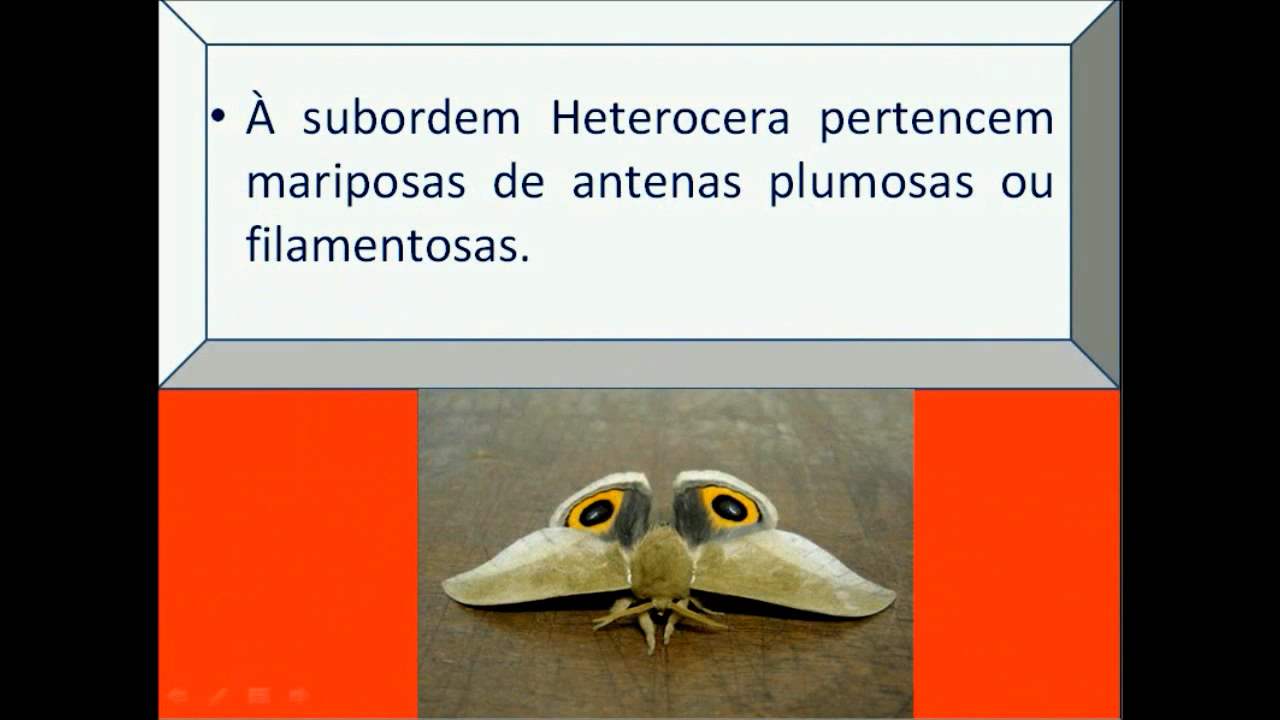 • À subordem Heterocera pertencem
mariposas de antenas plumosas ou
filamentosas.